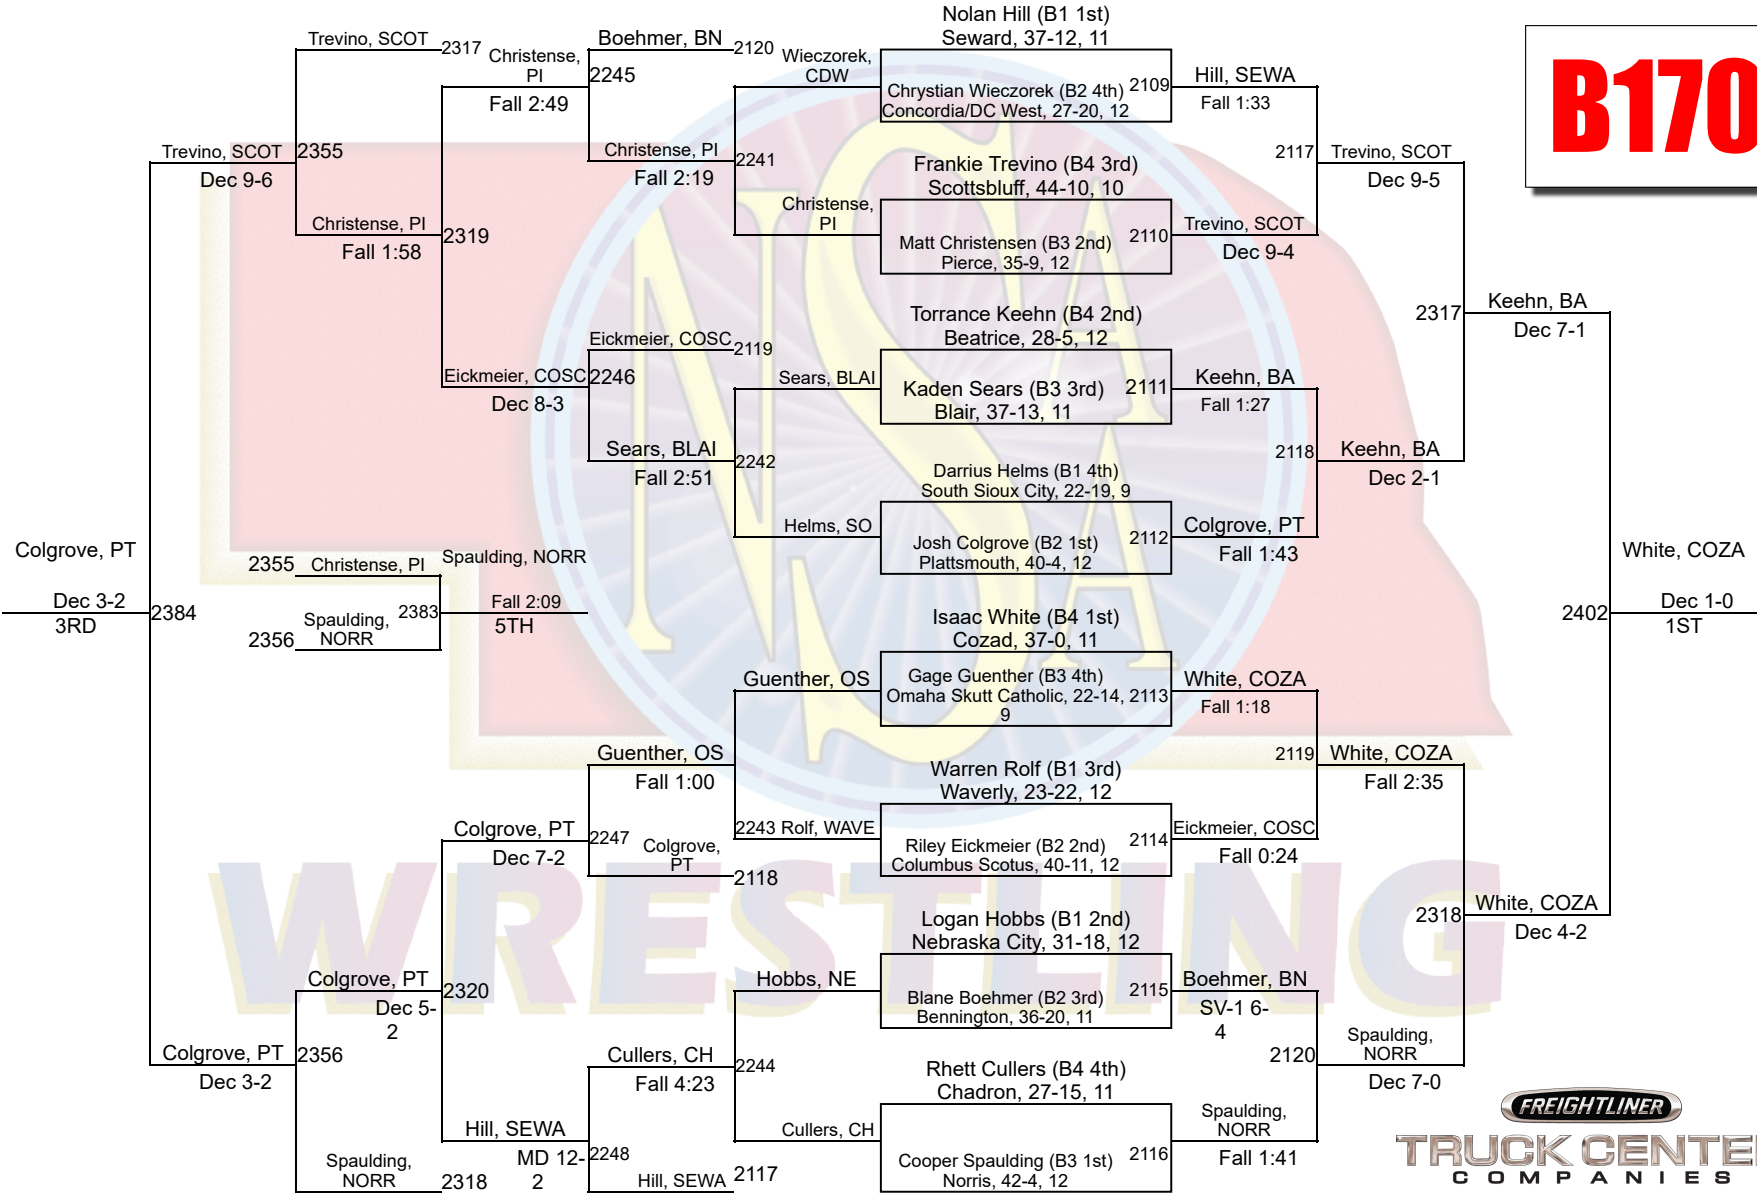 Nolan Hill (B1 1st)
Seward, 37-12, 11
B170
Trevino, SCOT
2317
Christense,
PI
2245
Fall 2:49
Boehmer, BN
2120
Wieczorek,
CDW
Chrystian Wieczorek (B2 4th)
Concordia/DC West, 27-20, 12
2109
Hill, SEWA
Fall 1:33
Trevino, SCOT
2355
Dec 9-6
Christense, PI
2241
Fall 2:19
Frankie Trevino (B4 3rd)
Scottsbluff, 44-10, 10
2117
Trevino, SCOT
Dec 9-5
Christense, PI
2319
Fall 1:58
Christense,
PI
Matt Christensen (B3 2nd)
Pierce, 35-9, 12
2110
Trevino, SCOT
Dec 9-4
Torrance Keehn (B4 2nd)
Beatrice, 28-5, 12
2317
Keehn, BA
Dec 7-1
Eickmeier, COSC
2119
Eickmeier, COSC
2246
Dec 8-3
Sears, BLAI
Kaden Sears (B3 3rd)
Blair, 37-13, 11
2111
Keehn, BA
Fall 1:27
Sears, BLAI
2242
Fall 2:51
Darrius Helms (B1 4th)
South Sioux City, 22-19, 9
2118
Keehn, BA
Dec 2-1
Helms, SO
Josh Colgrove (B2 1st)
Plattsmouth, 40-4, 12
2112
Colgrove, PT
Fall 1:43
Colgrove, PT
Dec 3-2
3RD
2384
2355
Christense, PI
Spaulding, NORR
2356
Spaulding,
NORR
2383
Fall 2:09
5TH
Isaac White (B4 1st)
Cozad, 37-0, 11
White, COZA
2402
Dec 1-0
1ST
Guenther, OS
Gage Guenther (B3 4th)
Omaha Skutt Catholic, 22-14,
9
2113
White, COZA
Fall 1:18
Guenther, OS
Fall 1:00
Warren Rolf (B1 3rd)
Waverly, 23-22, 12
2119
White, COZA
Fall 2:35
Colgrove, PT
2247
Dec 7-2
Colgrove,
PT
2118
2243
Rolf, WAVE
Riley Eickmeier (B2 2nd)
Columbus Scotus, 40-11, 12
2114
Eickmeier, COSC
Fall 0:24
Logan Hobbs (B1 2nd)
Nebraska City, 31-18, 12
2318
White, COZA
Dec 4-2
Colgrove, PT
2320
Dec 5-
2
Hobbs, NE
Blane Boehmer (B2 3rd)
Bennington, 36-20, 11
2115
Boehmer, BN
SV-1 6-
4
Colgrove, PT
2356
Dec 3-2
Cullers, CH
2244
Fall 4:23
Rhett Cullers (B4 4th)
Chadron, 27-15, 11
2120
Spaulding,
NORR
Dec 7-0
Hill, SEWA
2248
MD 12-
2
Cullers, CH
Cooper Spaulding (B3 1st)
Norris, 42-4, 12
2116
Spaulding,
NORR
Fall 1:41
Spaulding,
NORR
2318
Hill, SEWA
2117
NSAA
WRESTLING
FREIGHTLINER
TRUCK CENTE
COMPANIES